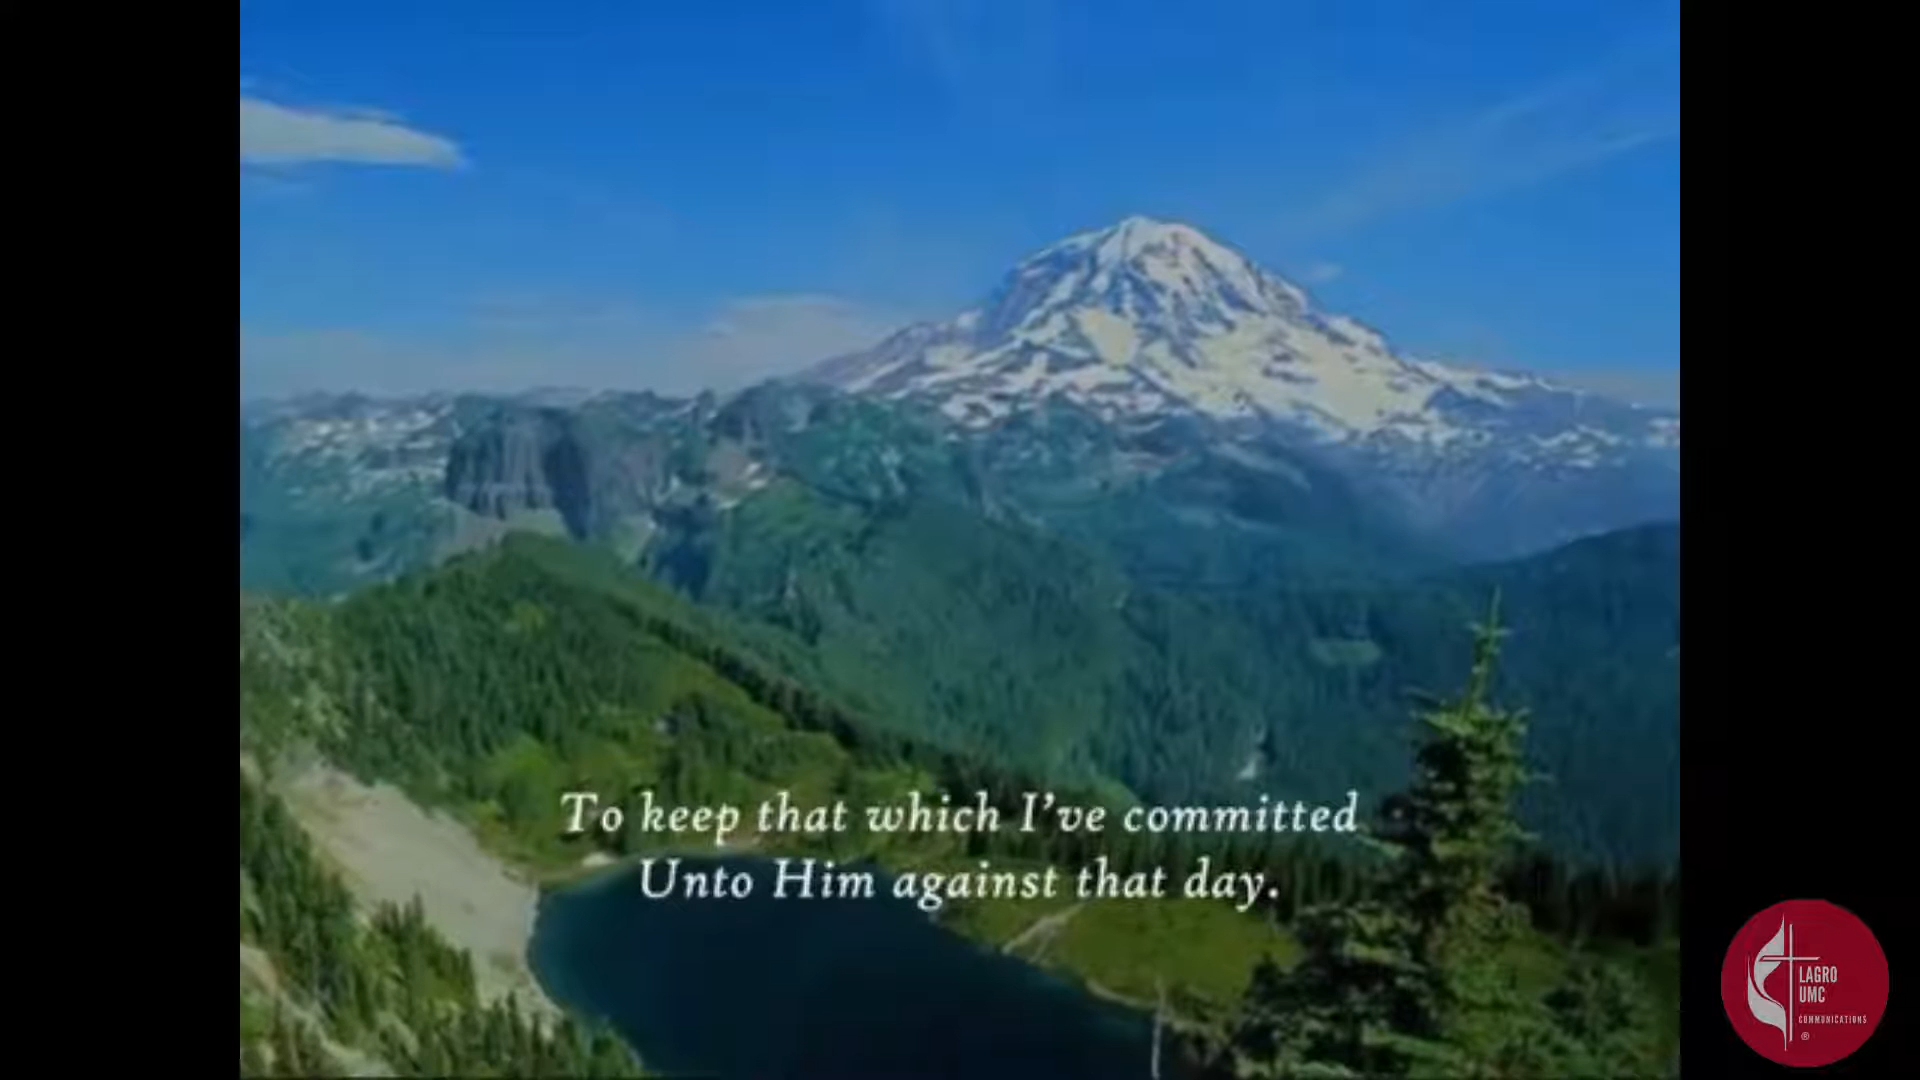 To keep that which I've committed
Unto Him against that day.
LAGRO
UMC
COMMUNICATIONS
®